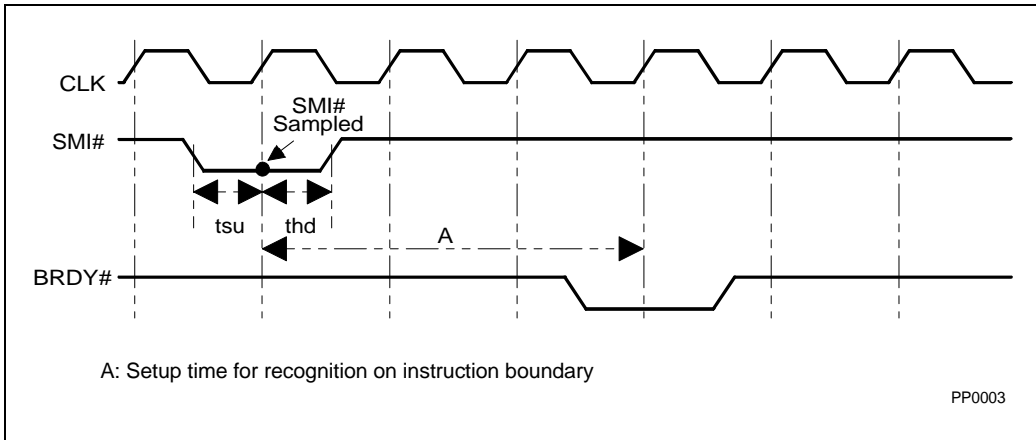 CLK
SMI#
Sampled
SMI#
tsu
thd
A
BRDY#
A: Setup time for recognition on instruction boundary
PP0003